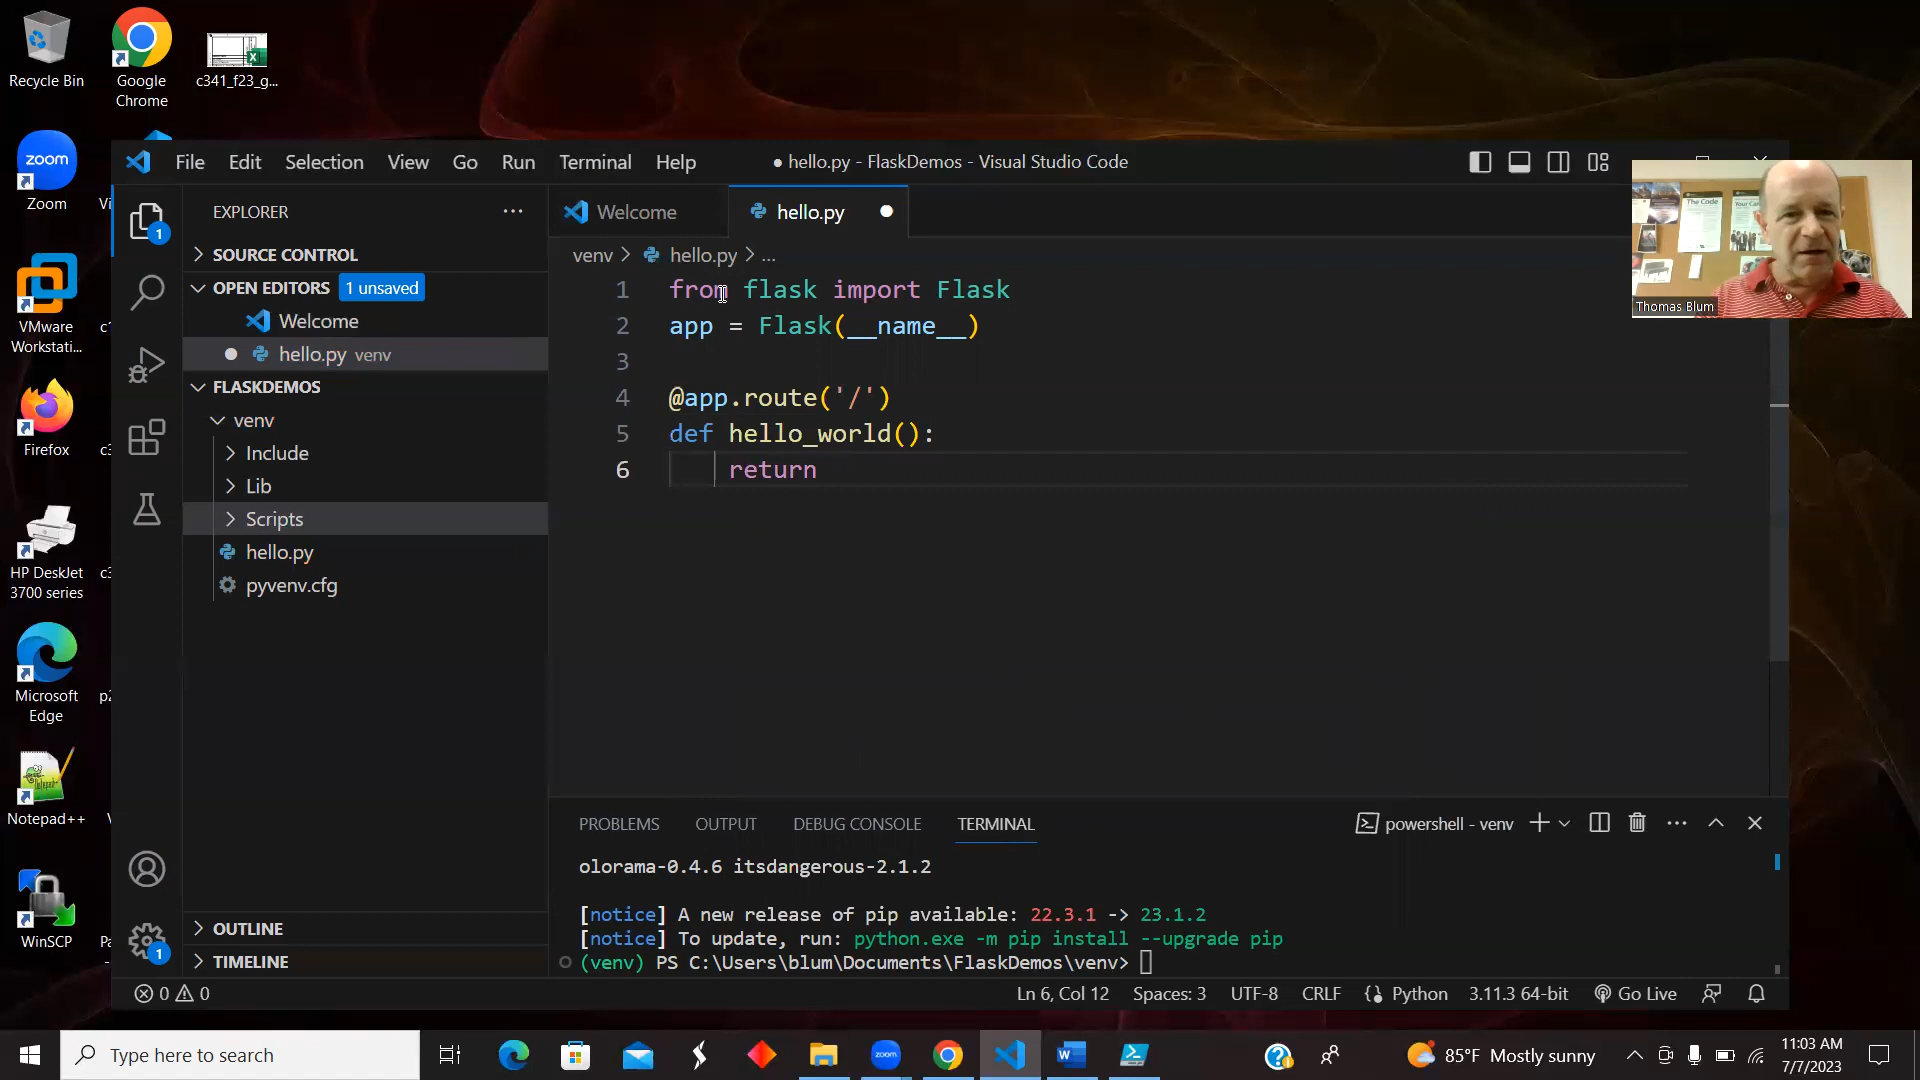 Recycle Bin
Google
Chrome
c341_f23_g...
zoom
Zoom
VMware
Workstati...
Firefox
HP DeskJet
3700 series
Microsoft
Edge
Notepad++
WinSCP
File Edit Selection View Go Run Terminal Help
● hello.py - FlaskDemos - Visual Studio Code
EXPLORER
SOURCE CONTROL
OPEN EDITORS 1 unsaved
Welcome
hello.py venv
FLASKDEMOS
venv
Include
Lib
Scripts
hello.py
pyvenv.cfg
OUTLINE
TIMELINE
1
1
Welcome
hello.py
venv > hello.py > ...
1 from flask import Flask
2 app = Flask(__name__)
3
4 @app.route('/')
5 def hello_world():
6 return
The Code
Thomas Blum
PROBLEMS OUTPUT DEBUG CONSOLE TERMINAL
powershell - venv
olorama-0.4.6 itsdangerous-2.1.2
[notice] A new release of pip available: 22.3.1 -> 23.1.2
[notice] To update, run: python.exe -m pip install --upgrade pip
(venv) PS C:\Users\blum\Documents\FlaskDemos\venv>
0 0
Ln 6, Col 12 Spaces: 3 UTF-8 CRLF Python 3.11.3 64-bit Go Live
Type here to search
zoom
85°F Mostly sunny
11:03 AM
7/7/2023